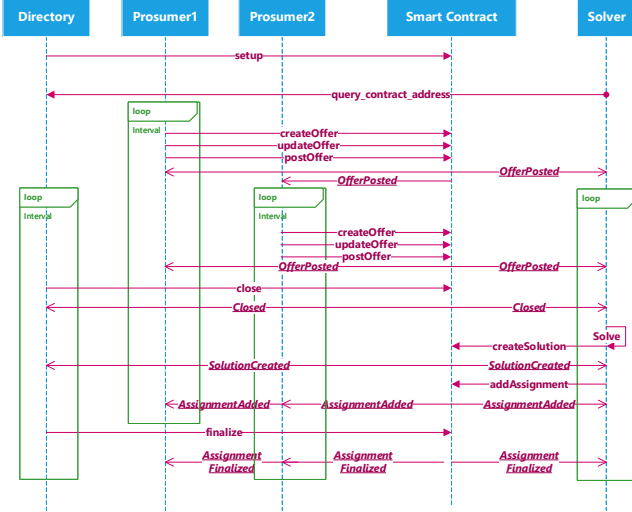 Directory Prosumer1 Prosumer2 Smart Contract Solver
setup
query_contract_address
loop
Interval
createOffer
updateOffer
postOffer
OfferPosted
OfferPosted
loop loop loop
Interval Interval
createOffer
updateOffer
postOffer
OfferPosted OfferPosted
close
Closed Closed
Solve
createSolution
SolutionCreated SolutionCreated
addAssignment
AssignmentAdded AssignmentAdded AssignmentAdded
finalize
Assignment Assignment Assignment
Finalized Finalized Finalized